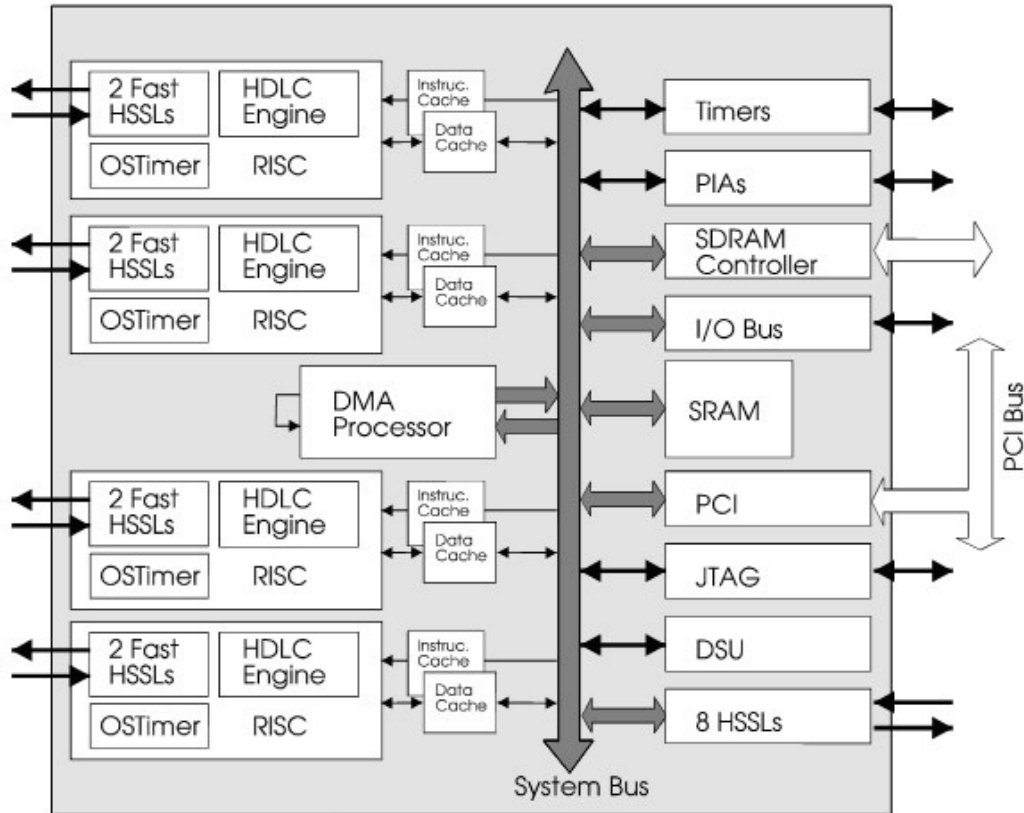 2 Fast
HSSLs
HDLC
Engine
OSTimer
RISC
Instruc.
Cache
Data
Cache
2 Fast
HSSLs
HDLC
Engine
OSTimer
RISC
Instruc.
Cache
Data
Cache
DMA
Processor
2 Fast
HSSLs
HDLC
Engine
OSTimer
RISC
Instruc.
Cache
Data
Cache
2 Fast
HSSLs
HDLC
Engine
OSTimer
RISC
Instruc.
Cache
Data
Cache
System Bus
Timers
PIAs
SDRAM
Controller
I/O Bus
SRAM
PCI
JTAG
DSU
8 HSSLs
PCI Bus